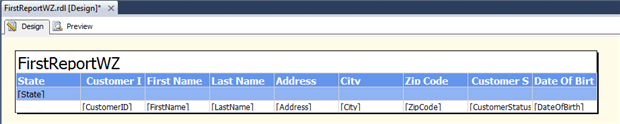 FirstReportWZ.rdl [Design]*
Design Preview
FirstReportWZ
State Customer I First Name Last Name Address City Zip Code Customer S Date Of Birt
[State]
[CustomerID] [FirstName] [LastName] [Address] [City] [ZipCode] [CustomerStatus [DateOfBirth]